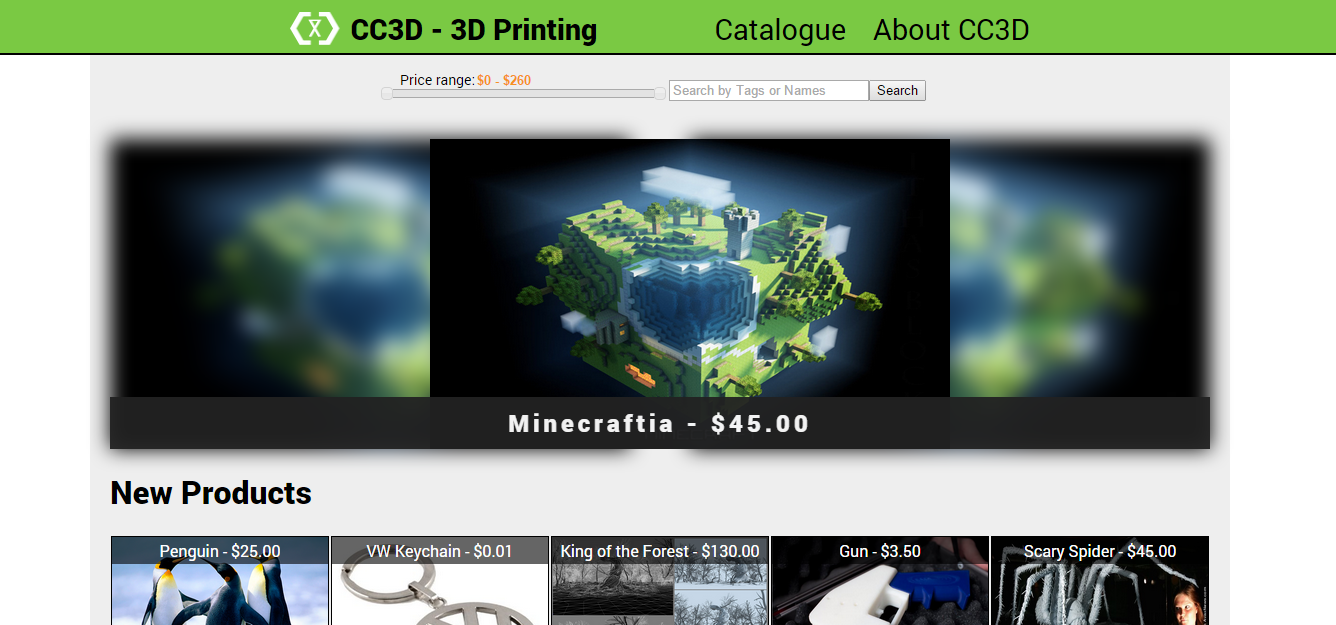 CC3D - 3D Printing
Catalogue
About CC3D
Price range: $0 - $260
Search by Tags or Names
Search
Minecraftia - $45.00
New Products
Penguin - $25.00
VW Keychain - $0.01
King of the Forest - $130.00
Gun - $3.50
Scary Spider - $45.00